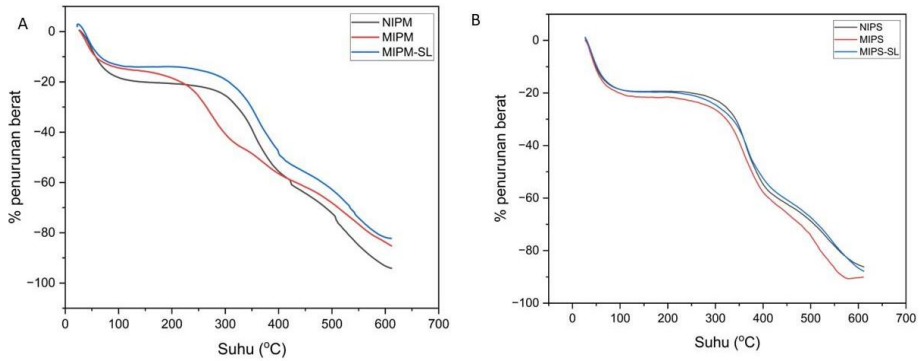 A
NIPM
MIPM
MIPM-SL
% penurunan berat
0
−20
−40
−60
−80
−100
0 100 200 300 400 500 600 700
Suhu (°C)
B
NIPS
MIPS
MIPS-SL
% penurunan berat
0
−20
−40
−60
−80
−100
0 100 200 300 400 500 600 700
Suhu (°C)